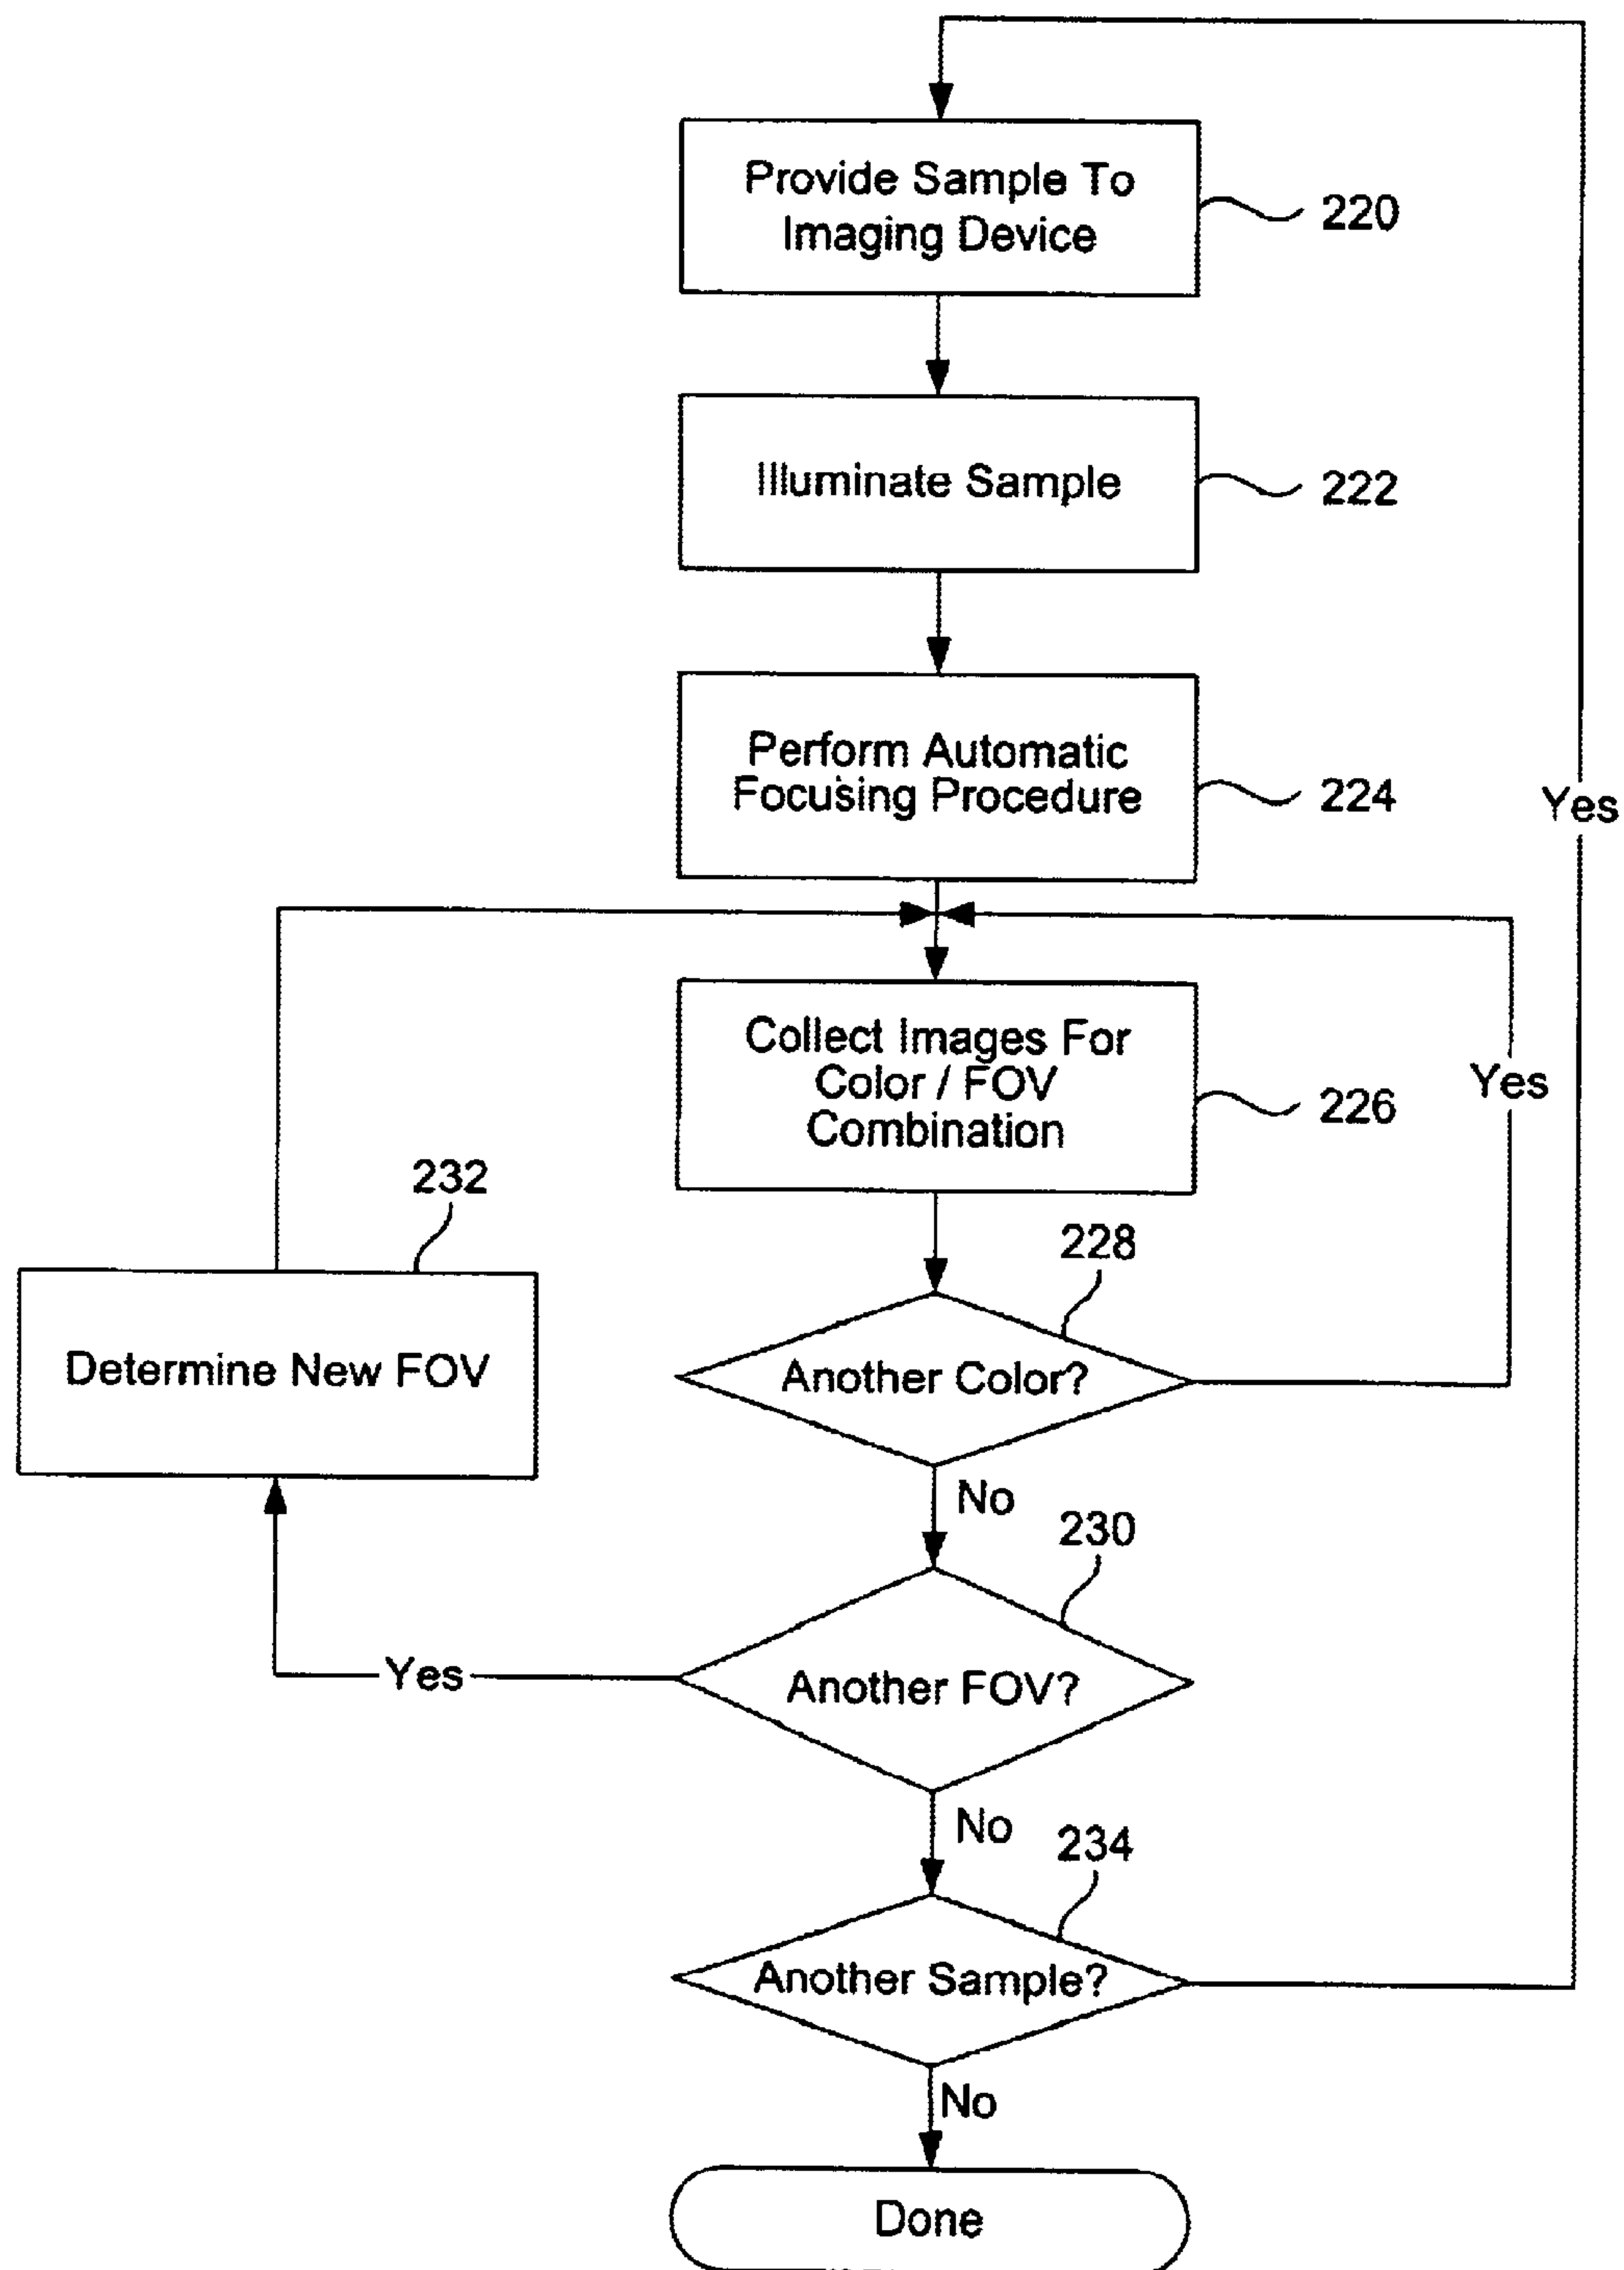 Provide Sample To
Imaging Device
220
Illuminate Sample
222
Perform Automatic
Focusing Procedure
224
Yes
Collect Images For
Color / FOV
Combination
226
Yes
232
Determine New FOV
228
Another Color?
No
230
Another FOV?
Yes
No
234
Another Sample?
No
Done